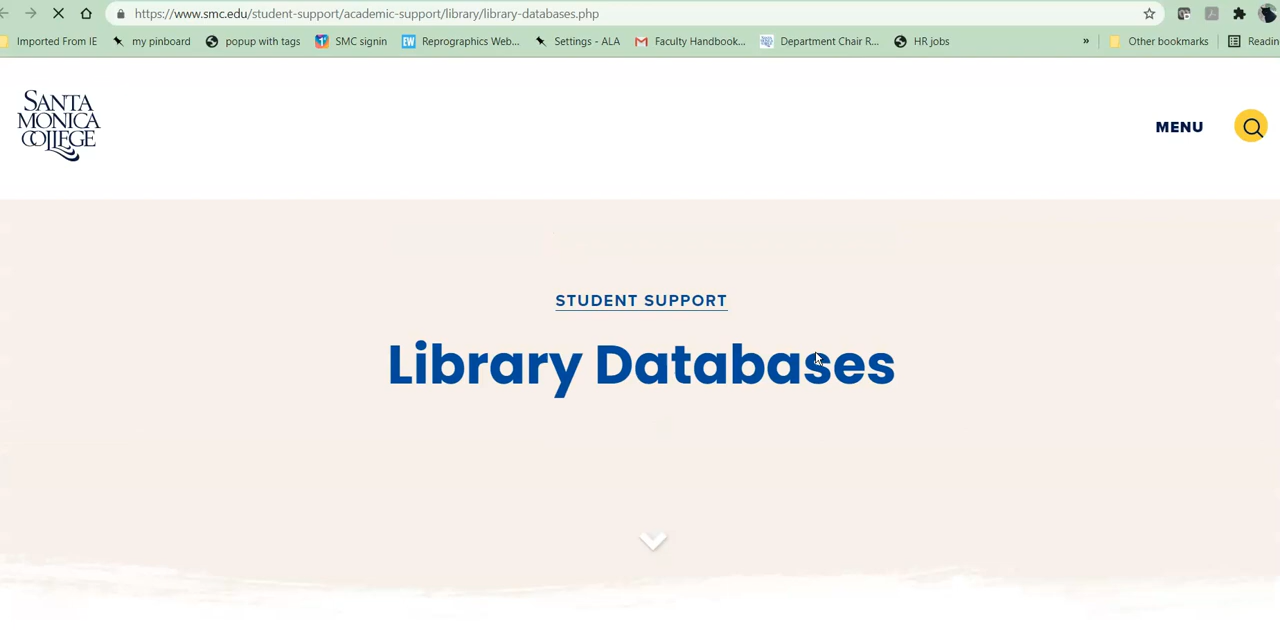 https://www.smc.edu/student-support/academic-support/library/library-databases.php
Imported From IE my pinboard popup with tags SMC signin Reprographics Web... Settings - ALA Faculty Handbook... Department Chair R... HR jobs » Other bookmarks Readin
SANTA
MONICA
COLLEGE
MENU
STUDENT SUPPORT
Library Databases